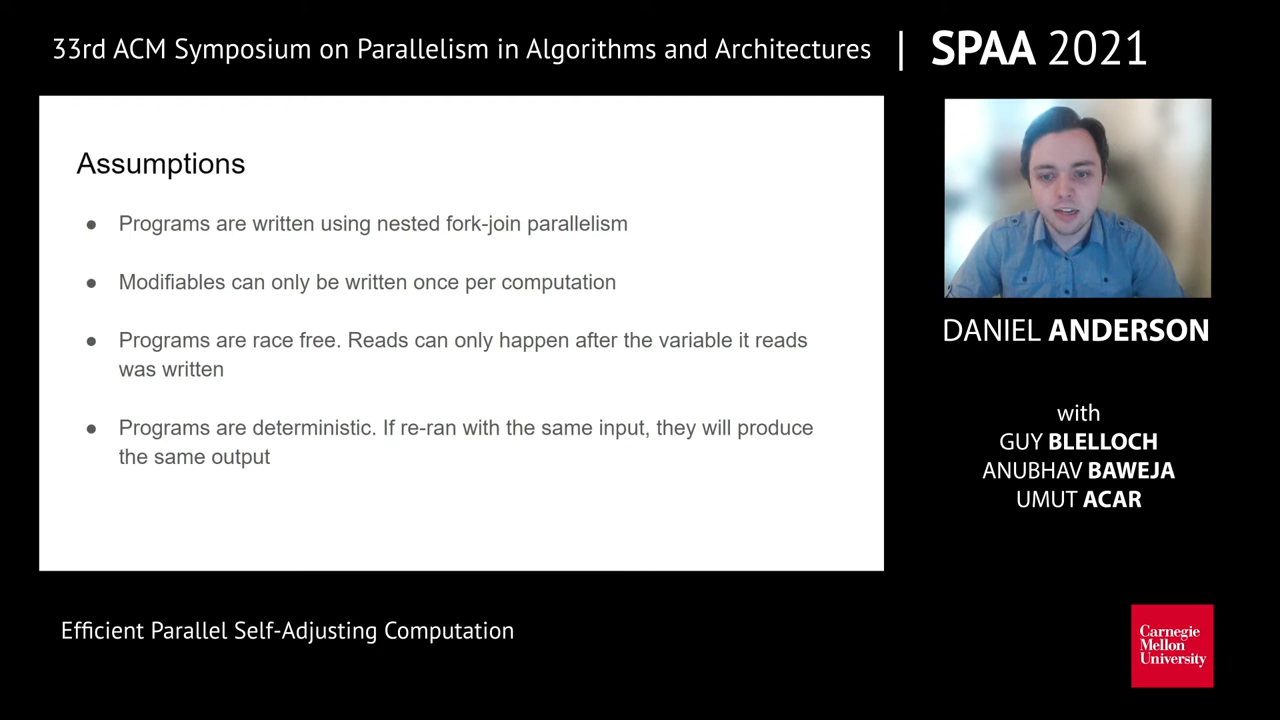 33rd ACM Symposium on Parallelism in Algorithms and Architectures | SPAA 2021
Assumptions
● Programs are written using nested fork-join parallelism
● Modifiables can only be written once per computation
● Programs are race free. Reads can only happen after the variable it reads
was written
● Programs are deterministic. If re-ran with the same input, they will produce
the same output
DANIEL ANDERSON
with
GUY BLELLOCH
ANUBHAV BAWEJA
UMUT ACAR
Efficient Parallel Self-Adjusting Computation
Carnegie
Mellon
University